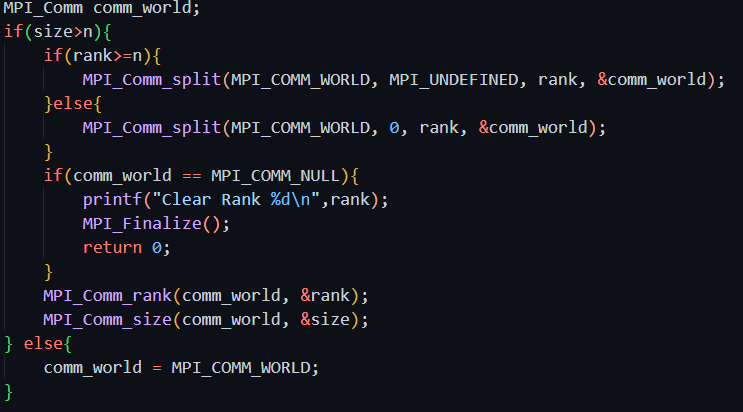 MPI_Comm comm_world;
if(size>n){
    if(rank>=n){
        MPI_Comm_split(MPI_COMM_WORLD, MPI_UNDEFINED, rank, &comm_world);
    }else{
        MPI_Comm_split(MPI_COMM_WORLD, 0, rank, &comm_world);
    }
    if(comm_world == MPI_COMM_NULL){
        printf("Clear Rank %d\n",rank);
        MPI_Finalize();
        return 0;
    }
    MPI_Comm_rank(comm_world, &rank);
    MPI_Comm_size(comm_world, &size);
} else{
    comm_world = MPI_COMM_WORLD;
}